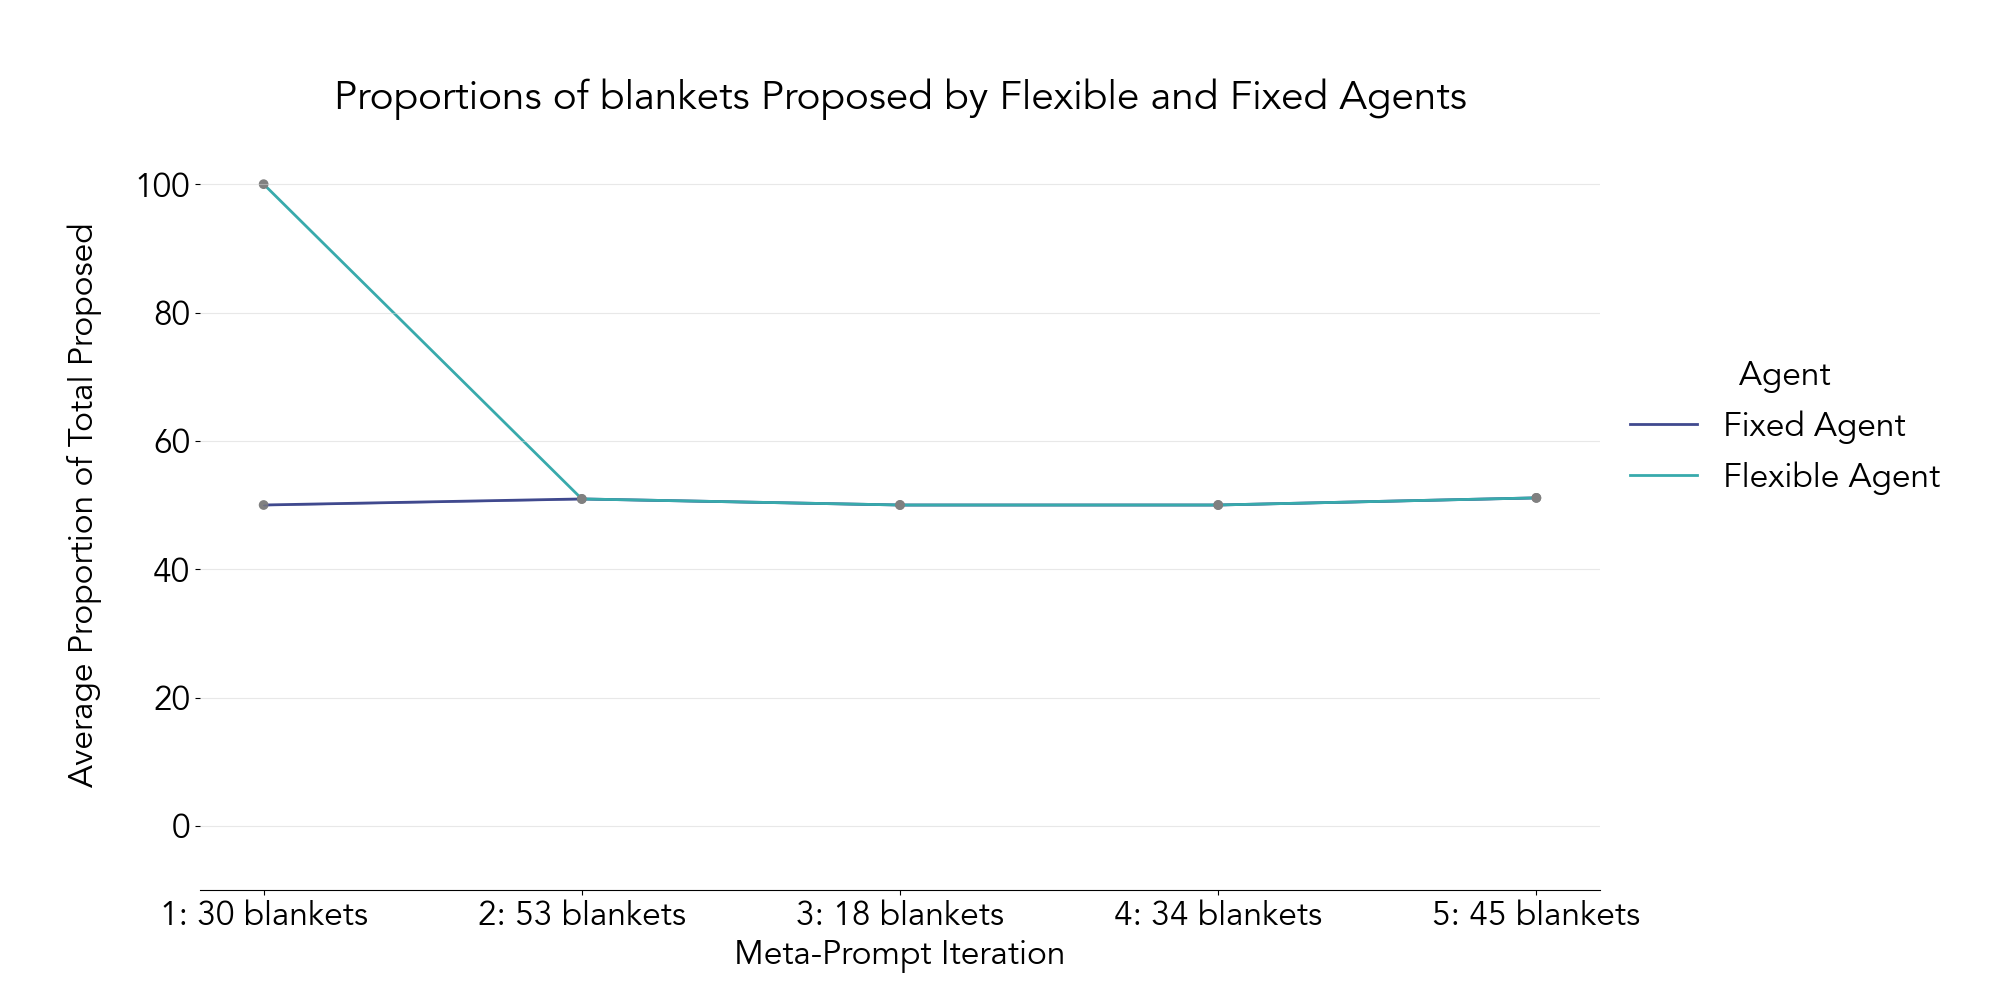 Proportions of blankets Proposed by Flexible and Fixed Agents
Average Proportion of Total Proposed
100
80
60
40
20
0
1: 30 blankets
2: 53 blankets
3: 18 blankets
4: 34 blankets
5: 45 blankets
Meta-Prompt Iteration
Agent
Fixed Agent
Flexible Agent